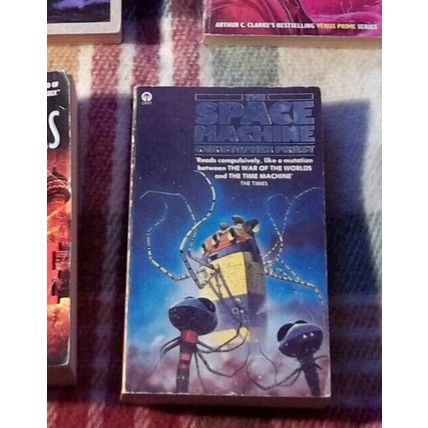 ARTHUR C. CLARKE'S BESTSELLING VENUS PRIME SERIES
THE
SPACE
MACHINE
CHRISTOPHER PRIEST
'Reads compulsively, like a mutation
between THE WAR OF THE WORLDS
and THE TIME MACHINE'
THE TIMES